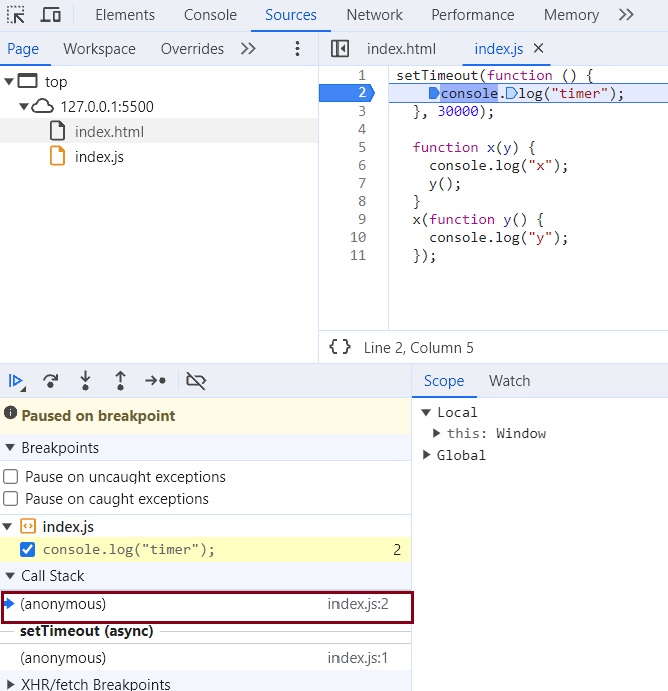 Elements Console Sources Network Performance Memory
Page Workspace Overrides index.html index.js
top
127.0.0.1:5500
index.html
index.js
1 setTimeout(function () {
2 console.log("timer");
3 }, 30000);
4
5 function x(y) {
6 console.log("x");
7 y();
8 }
9 x(function y() {
10 console.log("y");
11 });
{ } Line 2, Column 5
Scope Watch
Paused on breakpoint
Breakpoints
Pause on uncaught exceptions
Pause on caught exceptions
index.js
console.log("timer"); 2
Call Stack
(anonymous) index.js:2
setTimeout (async)
(anonymous) index.js:1
XHR/fetch Breakpoints
Local
this: Window
Global